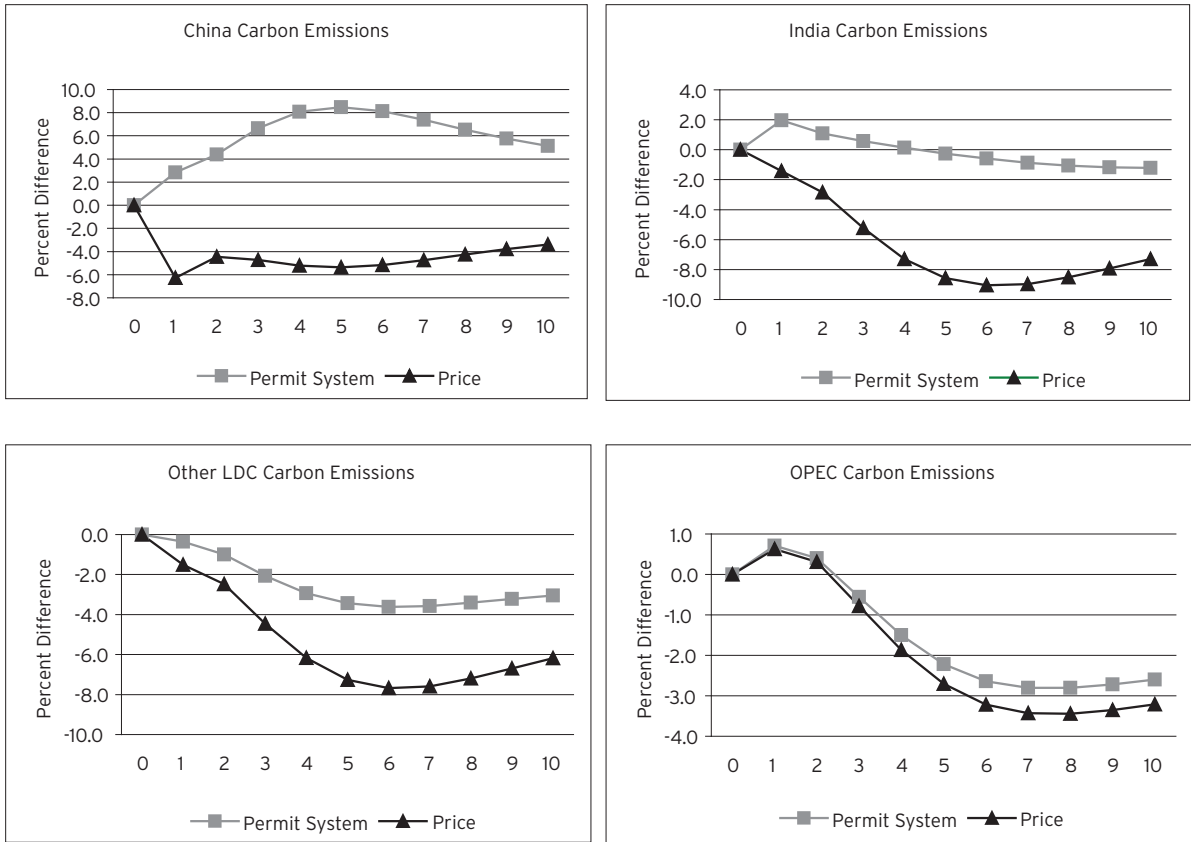 China Carbon Emissions
Percent Difference
10.0
8.0
6.0
4.0
2.0
0.0
-2.0
-4.0
-6.0
-8.0
0 1 2 3 4 5 6 7 8 9 10
Permit System Price
India Carbon Emissions
Percent Difference
4.0
2.0
0.0
-2.0
-4.0
-6.0
-8.0
-10.0
0 1 2 3 4 5 6 7 8 9 10
Permit System Price
Other LDC Carbon Emissions
Percent Difference
0.0
-2.0
-4.0
-6.0
-8.0
-10.0
0 1 2 3 4 5 6 7 8 9 10
Permit System Price
OPEC Carbon Emissions
Percent Difference
1.0
0.0
-1.0
-2.0
-3.0
-4.0
0 1 2 3 4 5 6 7 8 9 10
Permit System Price